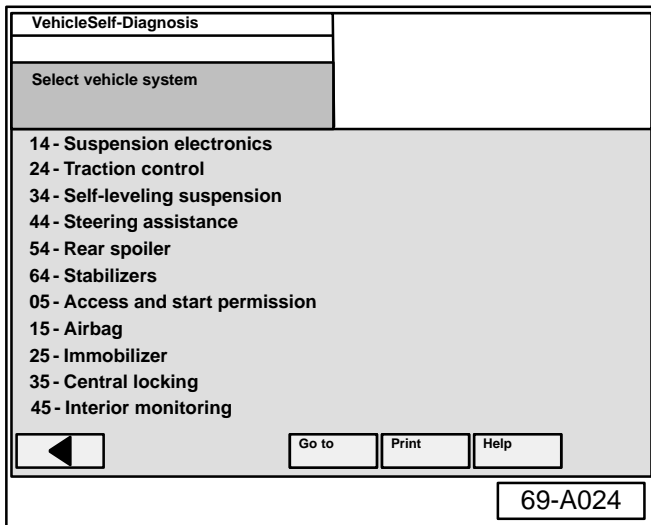 VehicleSelf-Diagnosis
Select vehicle system
14 - Suspension electronics
24 - Traction control
34 - Self-leveling suspension
44 - Steering assistance
54 - Rear spoiler
64 - Stabilizers
05 - Access and start permission
15 - Airbag
25 - Immobilizer
35 - Central locking
45 - Interior monitoring
Go to Print Help
69-A024